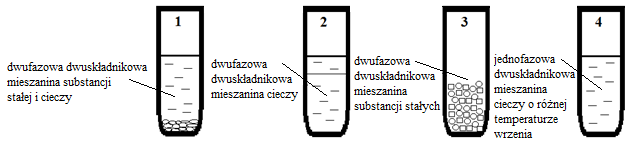 1
dwufazowa dwuskładnikowa
mieszanina substancji
stałej i cieczy
2
dwufazowa
dwuskładnikowa
mieszanina cieczy
3
dwufazowa
dwuskładnikowa
mieszanina
substancji stałych
4
jednofazowa
dwuskładnikowa
mieszanina
cieczy o różnej
temperaturze
wrzenia